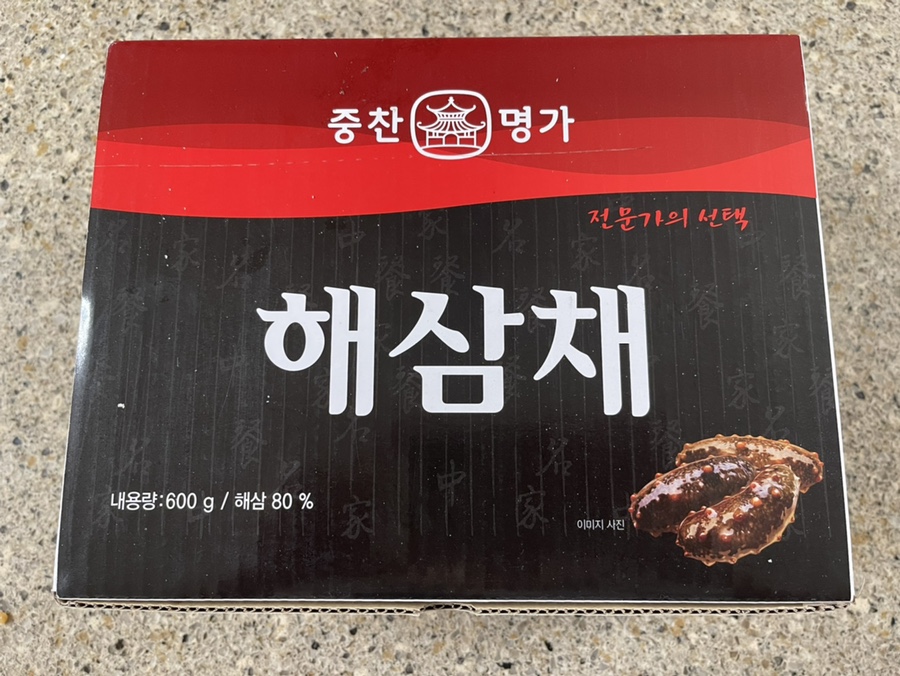 중찬 명가
전문가의 선택
해삼채
내용량:600 g / 해삼 80 %
이미지 사진